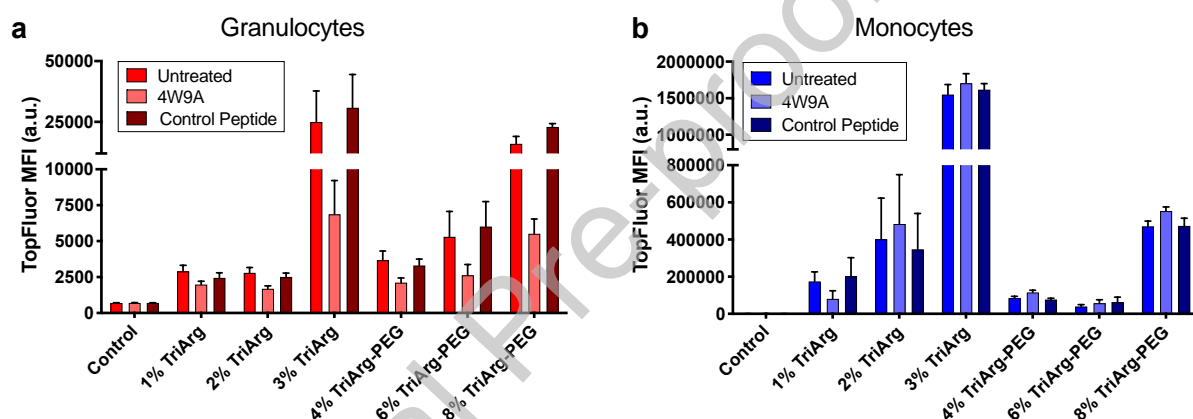 a
Granulocytes
TopFluor MFI (a.u.)
50000
25000
10000
7500
5000
2500
0
Untreated
4W9A
Control Peptide
Control
1% TriArg
2% TriArg
3% TriArg
4% TriArg-PEG
6% TriArg-PEG
8% TriArg-PEG
b
Monocytes
TopFluor MFI (a.u.)
2000000
1500000
1000000
800000
600000
400000
200000
0
Untreated
4W9A
Control Peptide
Control
1% TriArg
2% TriArg
3% TriArg
4% TriArg-PEG
6% TriArg-PEG
8% TriArg-PEG
l Pre-proo